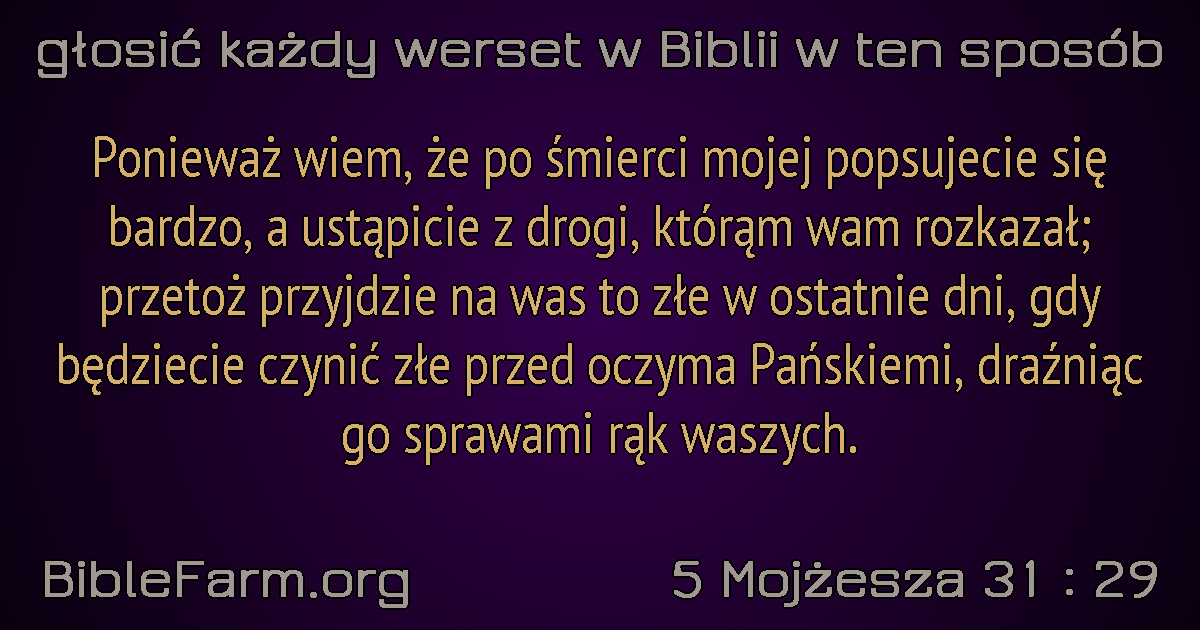 głosić każdy werset w Biblii w ten sposób
Ponieważ wiem, że po śmierci mojej popsujecie się
bardzo, a ustąpicie z drogi, którąm wam rozkazał;
przetoż przyjdzie na was to złe w ostatnie dni, gdy
będziecie czynić złe przed oczyma Pańskiemi, draźniąc
go sprawami rąk waszych.
BibleFarm.org
5 Mojżesza 31 : 29